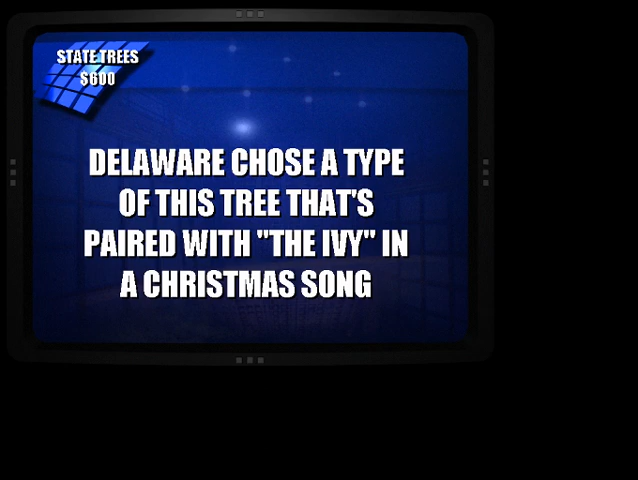 STATE TREES
$600
DELAWARE CHOSE A TYPE
OF THIS TREE THAT'S
PAIRED WITH "THE IVY" IN
A CHRISTMAS SONG